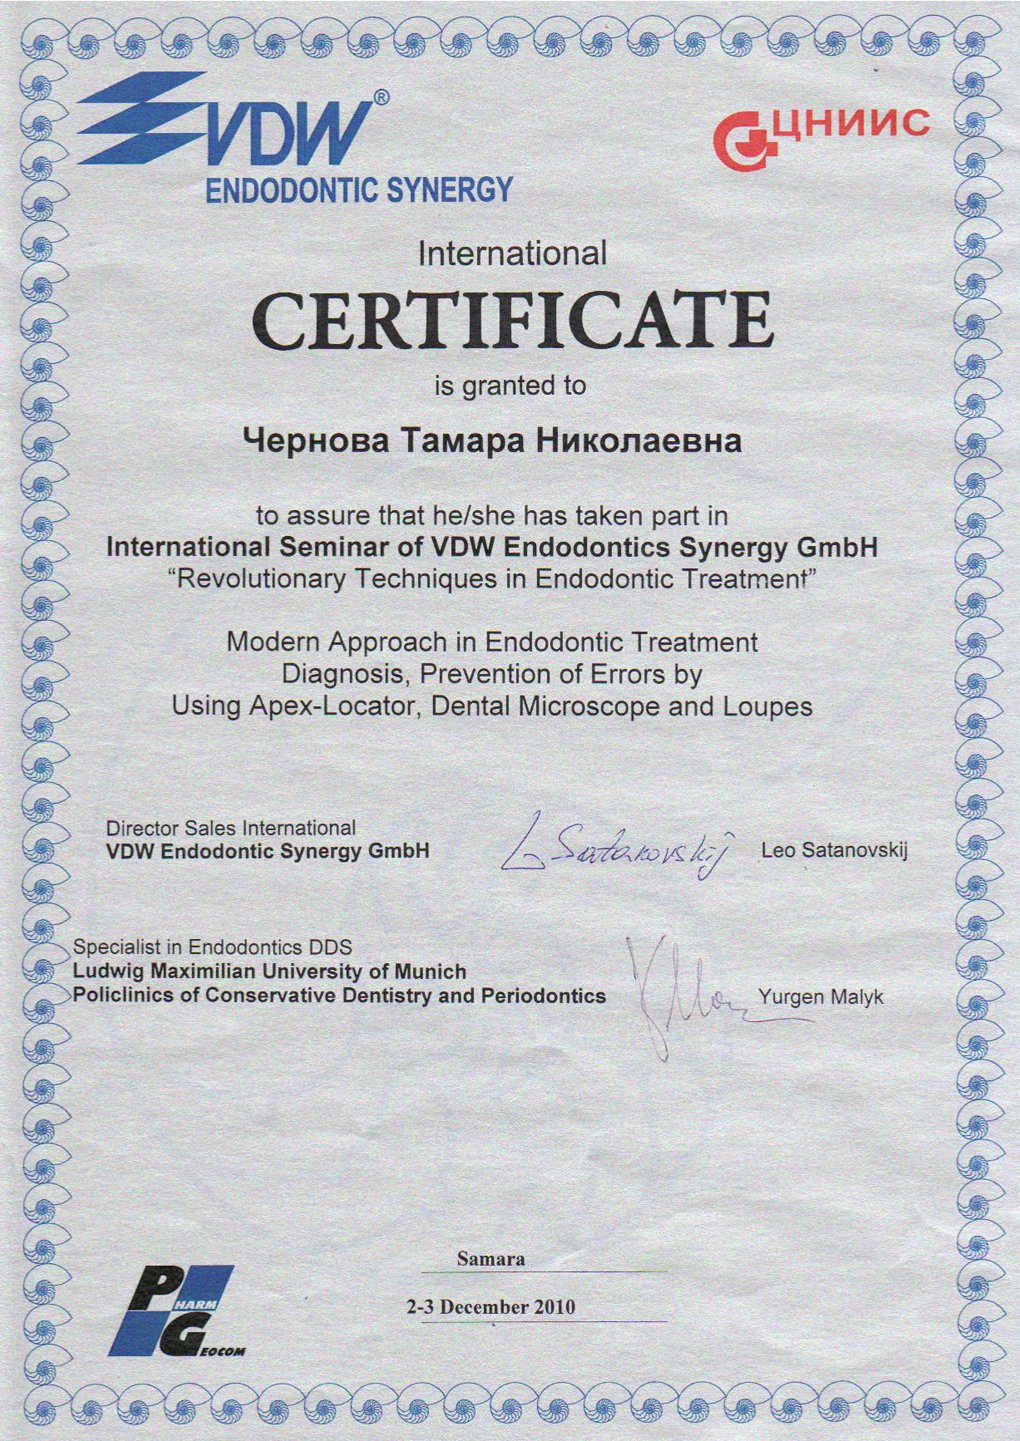 VDW®
ENDODONTIC SYNERGY
ЦНИИС
International
CERTIFICATE
is granted to
Чернова Тамара Николаевна
to assure that he/she has taken part in
International Seminar of VDW Endodontics Synergy GmbH
“Revolutionary Techniques in Endodontic Treatment”
Modern Approach in Endodontic Treatment
Diagnosis, Prevention of Errors by
Using Apex-Locator, Dental Microscope and Loupes
Director Sales International
VDW Endodontic Synergy GmbH
L Satanovskij
Leo Satanovskij
Specialist in Endodontics DDS
Ludwig Maximilian University of Munich
Policlinics of Conservative Dentistry and Periodontics
Yurgen Malyk
Samara
2-3 December 2010
PHARM
GEOCOM